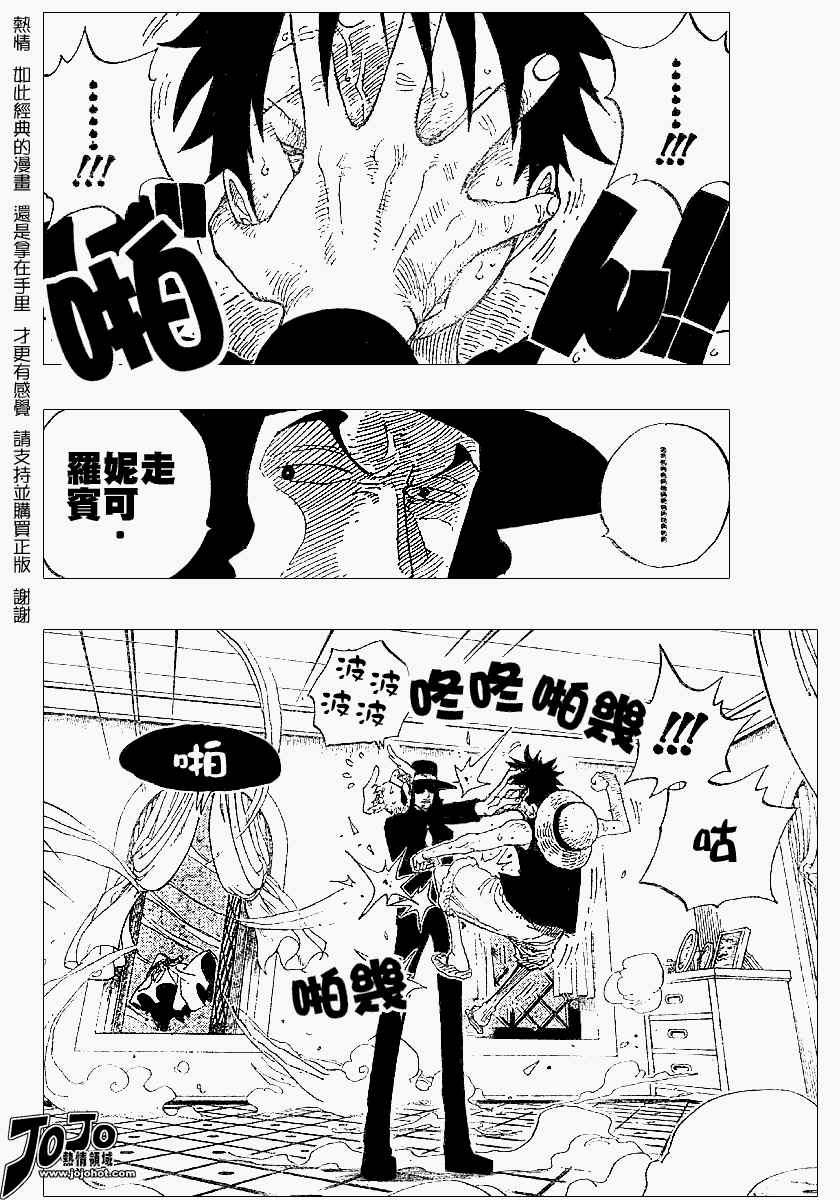 熱情 如此經典的漫畫 還是拿在手里 才更有感覺 請支持並購買正版 謝謝
………!!!
………!!!
啪
ん!!
………
走
妮可·
羅賓
波波
波波
咚咚啪幾
!!!
啪
咕
啪幾
JoJo
熱情領域
www.jojohot.com